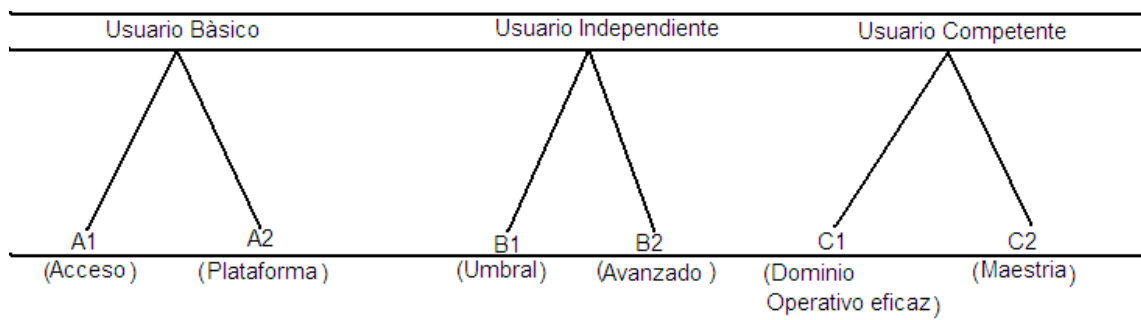 Usuario Bàsico Usuario Independiente Usuario Competente
A1 A2 B1 B2 C1 C2
(Acceso) (Plataforma) (Umbral) (Avanzado ) (Dominio (Maestria)
Operativo eficaz)